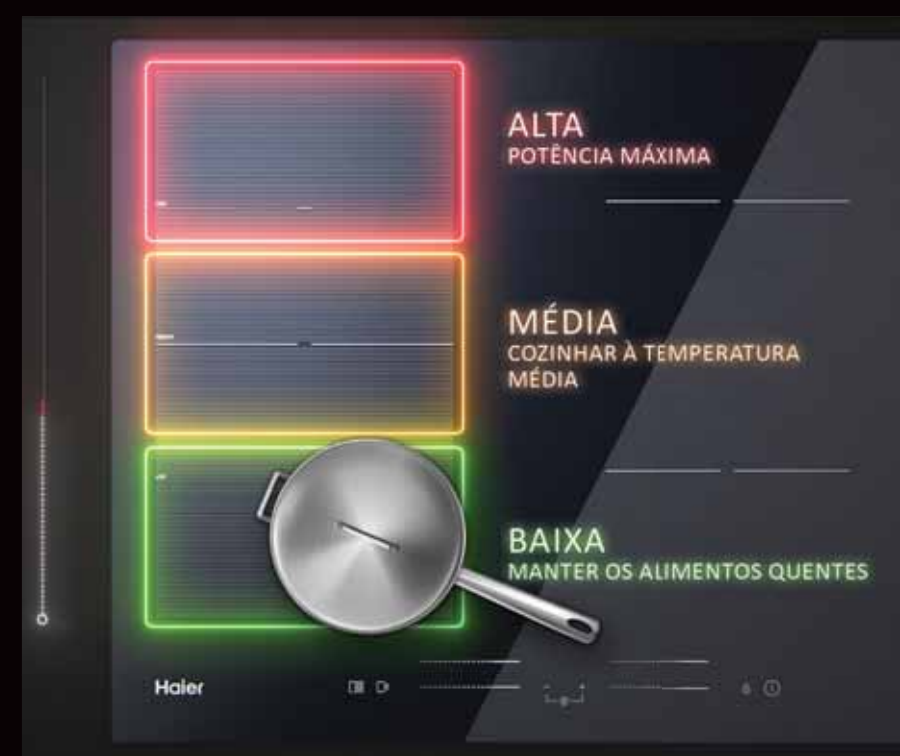 ALTA
POTÊNCIA MÁXIMA
MÉDIA
COZINHAR À TEMPERATURA
MÉDIA
BAIXA
MANTER OS ALIMENTOS QUENTES
Haier